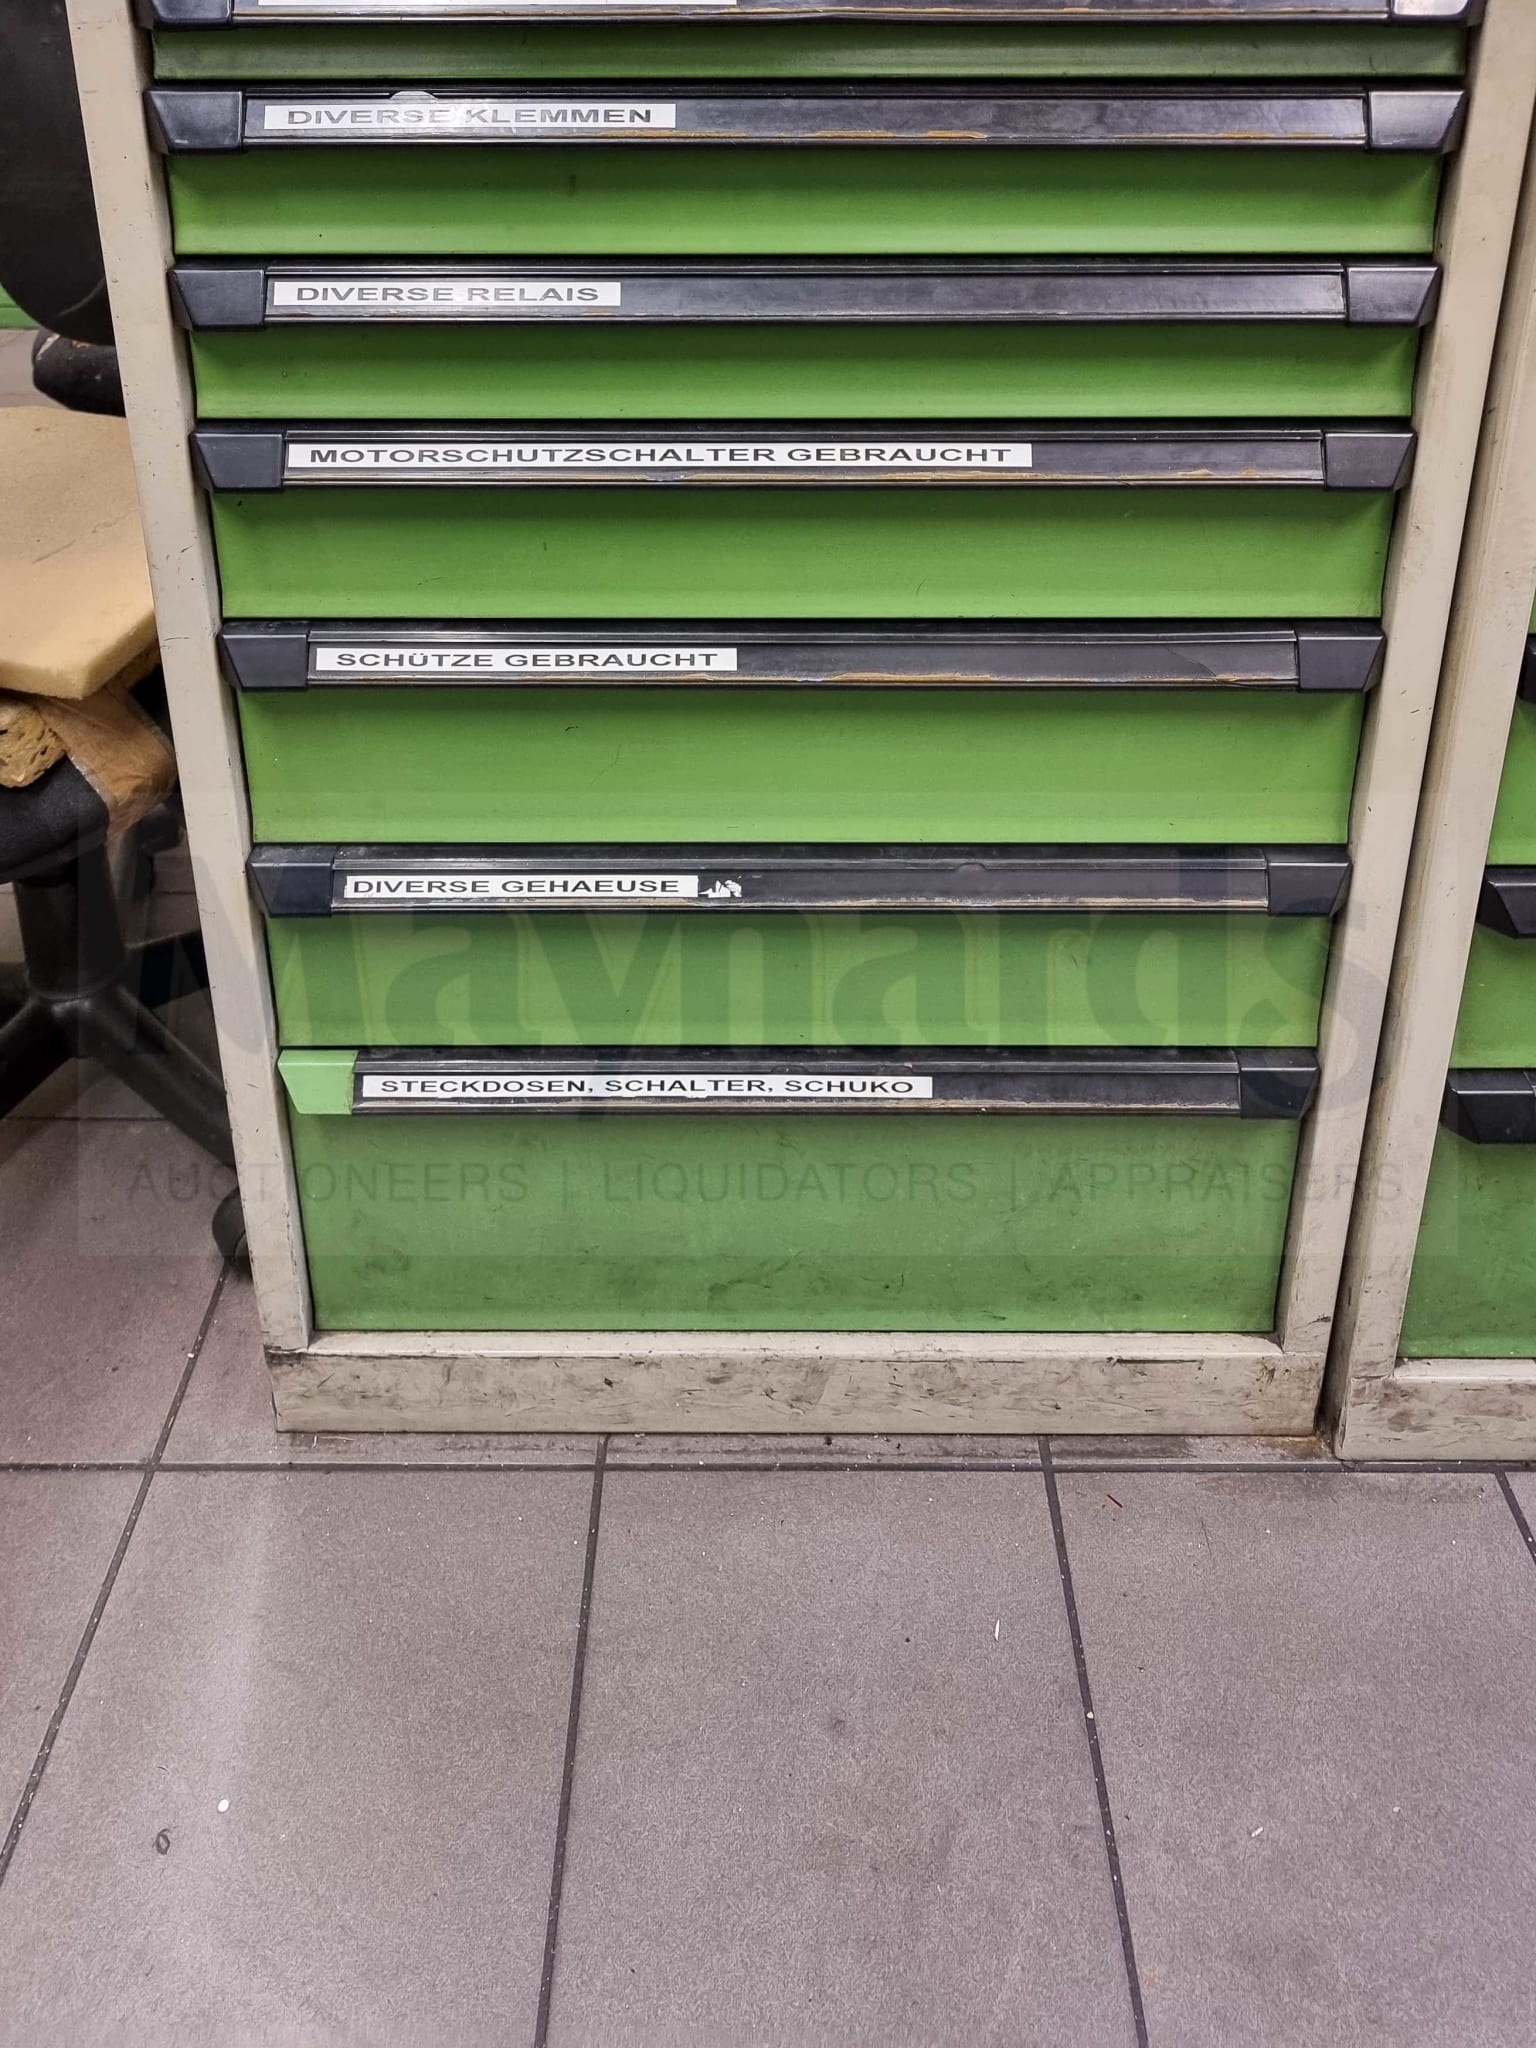 DIVERSE KLEMMEN
DIVERSE RELAIS
MOTORSCHUTZSCHALTER GEBRAUCHT
SCHÜTZE GEBRAUCHT
DIVERSE GEHAEUSE
Maynards
STECKDOSEN, SCHALTER, SCHUKO
AUCTIONEERS | LIQUIDATORS | APPRAISERS